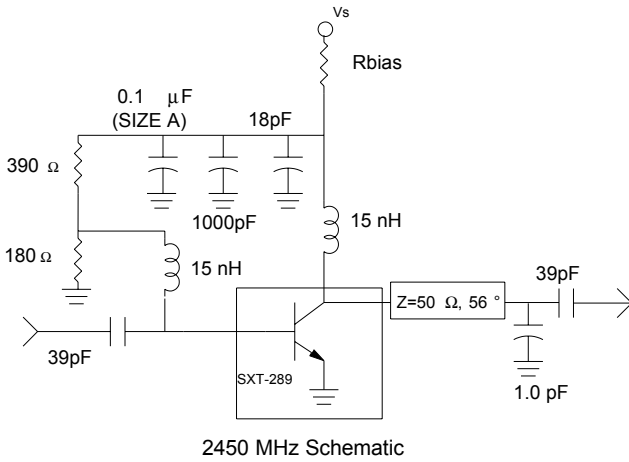 Vs
Rbias
0.1 μF
(SIZE A)
18pF
390 Ω
1000pF
15 nH
180 Ω
15 nH
39pF
Z=50 Ω, 56 °
39pF
SXT-289
1.0 pF
2450 MHz Schematic